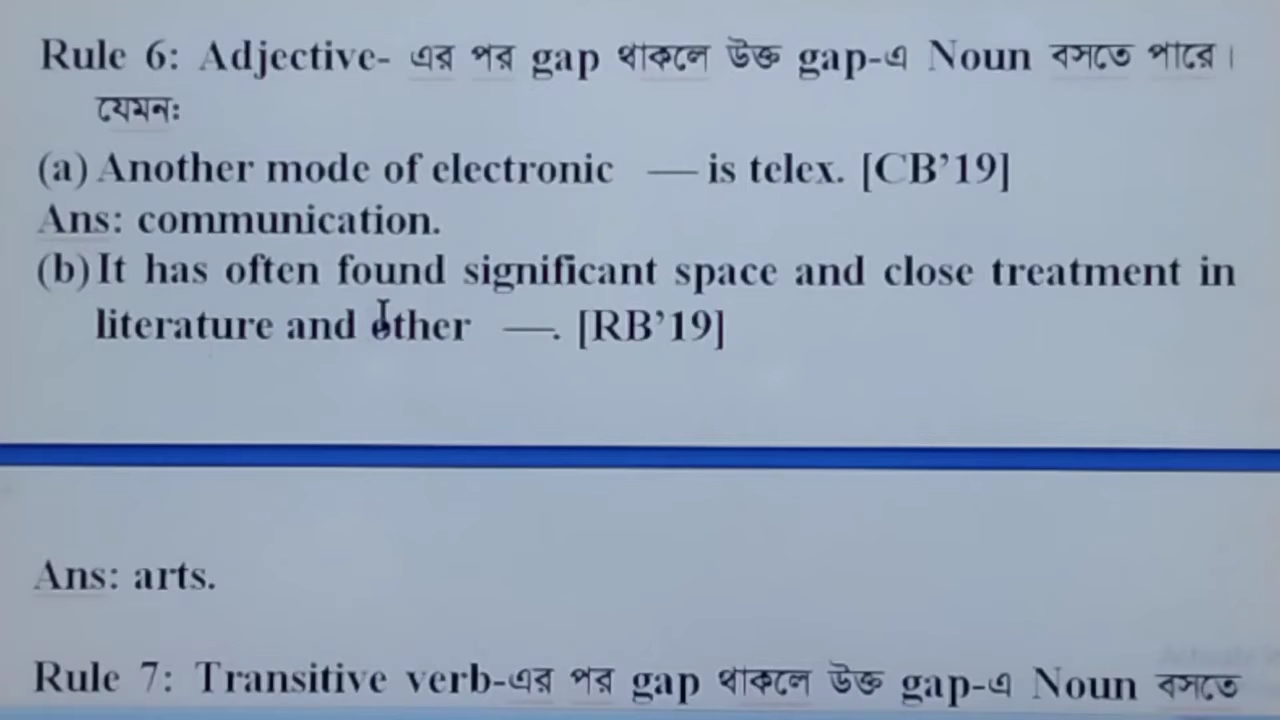 Rule 6: Adjective- এর পর gap থাকলে উক্ত gap-এ Noun বসতে পারে।
যেমনঃ
(a) Another mode of electronic — is telex. [CB’19]
Ans: communication.
(b) It has often found significant space and close treatment in
literature and other —. [RB’19]
Ans: arts.
Rule 7: Transitive verb-এর পর gap থাকলে উক্ত gap-এ Noun বসতে